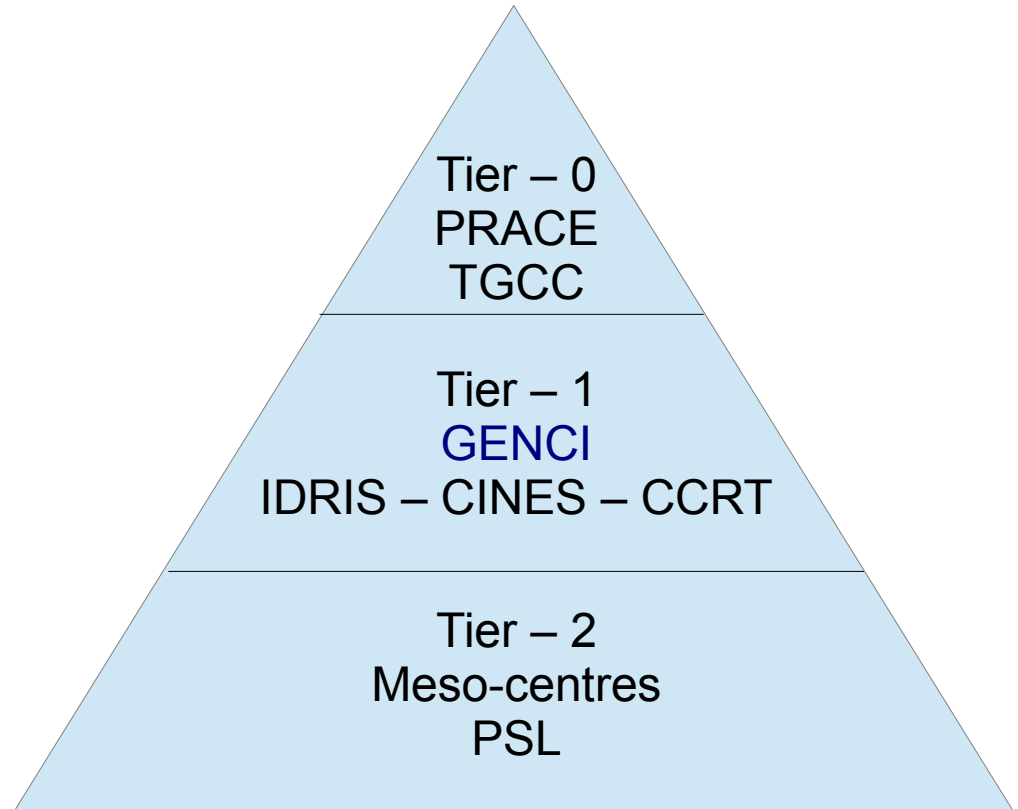 Tier – 0
PRACE
TGCC
Tier – 1
GENCI
IDRIS – CINES – CCRT
Tier – 2
Meso-centres
PSL